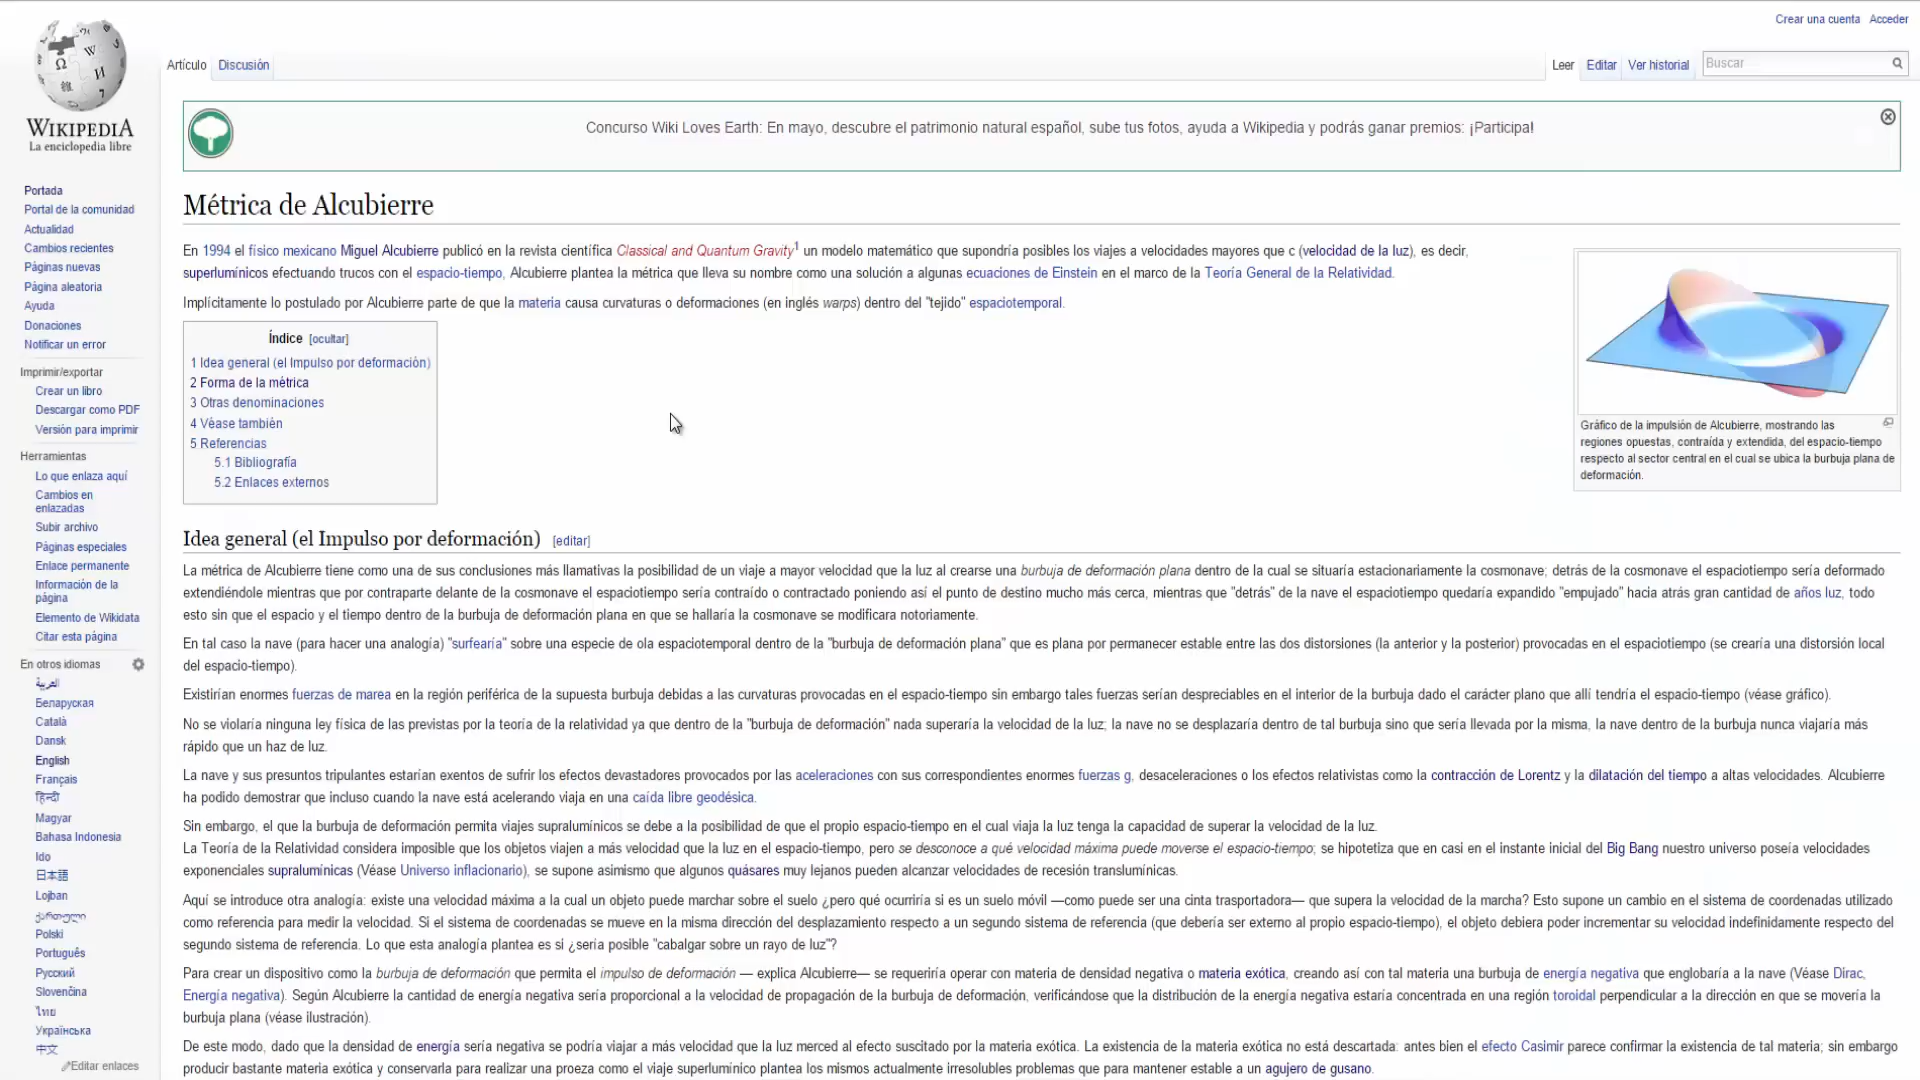 Crear una cuenta Acceder
WIKIPEDIA
La enciclopedia libre
Artículo Discusión
Leer Editar Ver historial Buscar
Portada
Portal de la comunidad
Actualidad
Cambios recientes
Páginas nuevas
Página aleatoria
Ayuda
Donaciones
Notificar un error
Imprimir/exportar
Crear un libro
Descargar como PDF
Versión para imprimir
Herramientas
Lo que enlaza aquí
Cambios en
enlazadas
Subir archivo
Páginas especiales
Enlace permanente
Información de la
página
Elemento de Wikidata
Citar esta página
En otros idiomas
العربية
Беларуская
Català
Dansk
English
Français
हिन्दी
Magyar
Bahasa Indonesia
Ido
日本語
Lojban
ქართული
Polski
Português
Русский
Slovenčina
ไทย
Українська
中文
Editar enlaces
Concurso Wiki Loves Earth: En mayo, descubre el patrimonio natural español, sube tus fotos, ayuda a Wikipedia y podrás ganar premios: ¡Participa!
Métrica de Alcubierre
En 1994 el físico mexicano Miguel Alcubierre publicó en la revista científica Classical and Quantum Gravity1 un modelo matemático que supondría posibles los viajes a velocidades mayores que c (velocidad de la luz), es decir,
superlumínicos efectuando trucos con el espacio-tiempo, Alcubierre plantea la métrica que lleva su nombre como una solución a algunas ecuaciones de Einstein en el marco de la Teoría General de la Relatividad.
Implícitamente lo postulado por Alcubierre parte de que la materia causa curvaturas o deformaciones (en inglés warps) dentro del "tejido" espaciotemporal.
Índice [ocultar]
1 Idea general (el Impulso por deformación)
2 Forma de la métrica
3 Otras denominaciones
4 Véase también
5 Referencias
5.1 Bibliografía
5.2 Enlaces externos
Gráfico de la impulsión de Alcubierre, mostrando las
regiones opuestas, contraída y extendida, del espacio-tiempo
respecto al sector central en el cual se ubica la burbuja plana de
deformación.
Idea general (el Impulso por deformación) [editar]
La métrica de Alcubierre tiene como una de sus conclusiones más llamativas la posibilidad de un viaje a mayor velocidad que la luz al crearse una burbuja de deformación plana dentro de la cual se situaría estacionariamente la cosmonave; detrás de la cosmonave el espaciotiempo sería deformado
extendiéndole mientras que por contraparte delante de la cosmonave el espaciotiempo sería contraído o contractado poniendo así el punto de destino mucho más cerca, mientras que "detrás" de la nave el espaciotiempo quedaría expandido "empujado" hacia atrás gran cantidad de años luz, todo
esto sin que el espacio y el tiempo dentro de la burbuja de deformación plana en que se hallaría la cosmonave se modificara notoriamente.
En tal caso la nave (para hacer una analogía) "surfearía" sobre una especie de ola espaciotemporal dentro de la "burbuja de deformación plana" que es plana por permanecer estable entre las dos distorsiones (la anterior y la posterior) provocadas en el espaciotiempo (se crearía una distorsión local
del espacio-tiempo).
Existirían enormes fuerzas de marea en la región periférica de la supuesta burbuja debidas a las curvaturas provocadas en el espacio-tiempo sin embargo tales fuerzas serían despreciables en el interior de la burbuja dado el carácter plano que allí tendría el espacio-tiempo (véase gráfico).
No se violaría ninguna ley física de las previstas por la teoría de la relatividad ya que dentro de la "burbuja de deformación" nada superaría la velocidad de la luz; la nave no se desplazaría dentro de tal burbuja sino que sería llevada por la misma, la nave dentro de la burbuja nunca viajaría más
rápido que un haz de luz.
La nave y sus presuntos tripulantes estarían exentos de sufrir los efectos devastadores provocados por las aceleraciones con sus correspondientes enormes fuerzas g, desaceleraciones o los efectos relativistas como la contracción de Lorentz y la dilatación del tiempo a altas velocidades. Alcubierre
ha podido demostrar que incluso cuando la nave está acelerando viaja en una caída libre geodésica.
Sin embargo, el que la burbuja de deformación permita viajes supralumínicos se debe a la posibilidad de que el propio espacio-tiempo en el cual viaja la luz tenga la capacidad de superar la velocidad de la luz.
La Teoría de la Relatividad considera imposible que los objetos viajen a más velocidad que la luz en el espacio-tiempo, pero se desconoce a qué velocidad máxima puede moverse el espacio-tiempo; se hipotetiza que en casi en el instante inicial del Big Bang nuestro universo poseía velocidades
exponenciales supralumínicas (Véase Universo inflacionario), se supone asimismo que algunos quásares muy lejanos pueden alcanzar velocidades de recesión translumínicas.
Aquí se introduce otra analogía: existe una velocidad máxima a la cual un objeto puede marchar sobre el suelo ¿pero qué ocurriría si es un suelo móvil —como puede ser una cinta trasportadora— que supera la velocidad de la marcha? Esto supone un cambio en el sistema de coordenadas utilizado
como referencia para medir la velocidad. Si el sistema de coordenadas se mueve en la misma dirección del desplazamiento respecto a un segundo sistema de referencia (que debería ser externo al propio espacio-tiempo), el objeto debiera poder incrementar su velocidad indefinidamente respecto del
segundo sistema de referencia. Lo que esta analogía plantea es si ¿sería posible "cabalgar sobre un rayo de luz"?
Para crear un dispositivo como la burbuja de deformación que permita el impulso de deformación — explica Alcubierre— se requeriría operar con materia de densidad negativa o materia exótica, creando así con tal materia una burbuja de energía negativa que englobaría a la nave (Véase Dirac,
Energía negativa). Según Alcubierre la cantidad de energía negativa sería proporcional a la velocidad de propagación de la burbuja de deformación, verificándose que la distribución de la energía negativa estaría concentrada en una región toroidal perpendicular a la dirección en que se movería la
burbuja plana (véase ilustración).
De este modo, dado que la densidad de energía sería negativa se podría viajar a más velocidad que la luz merced al efecto suscitado por la materia exótica. La existencia de la materia exótica no está descartada: antes bien el efecto Casimir parece confirmar la existencia de tal materia; sin embargo
producir bastante materia exótica y conservarla para realizar una proeza como el viaje superlumínico plantea los mismos actualmente irresolubles problemas que para mantener estable a un agujero de gusano.